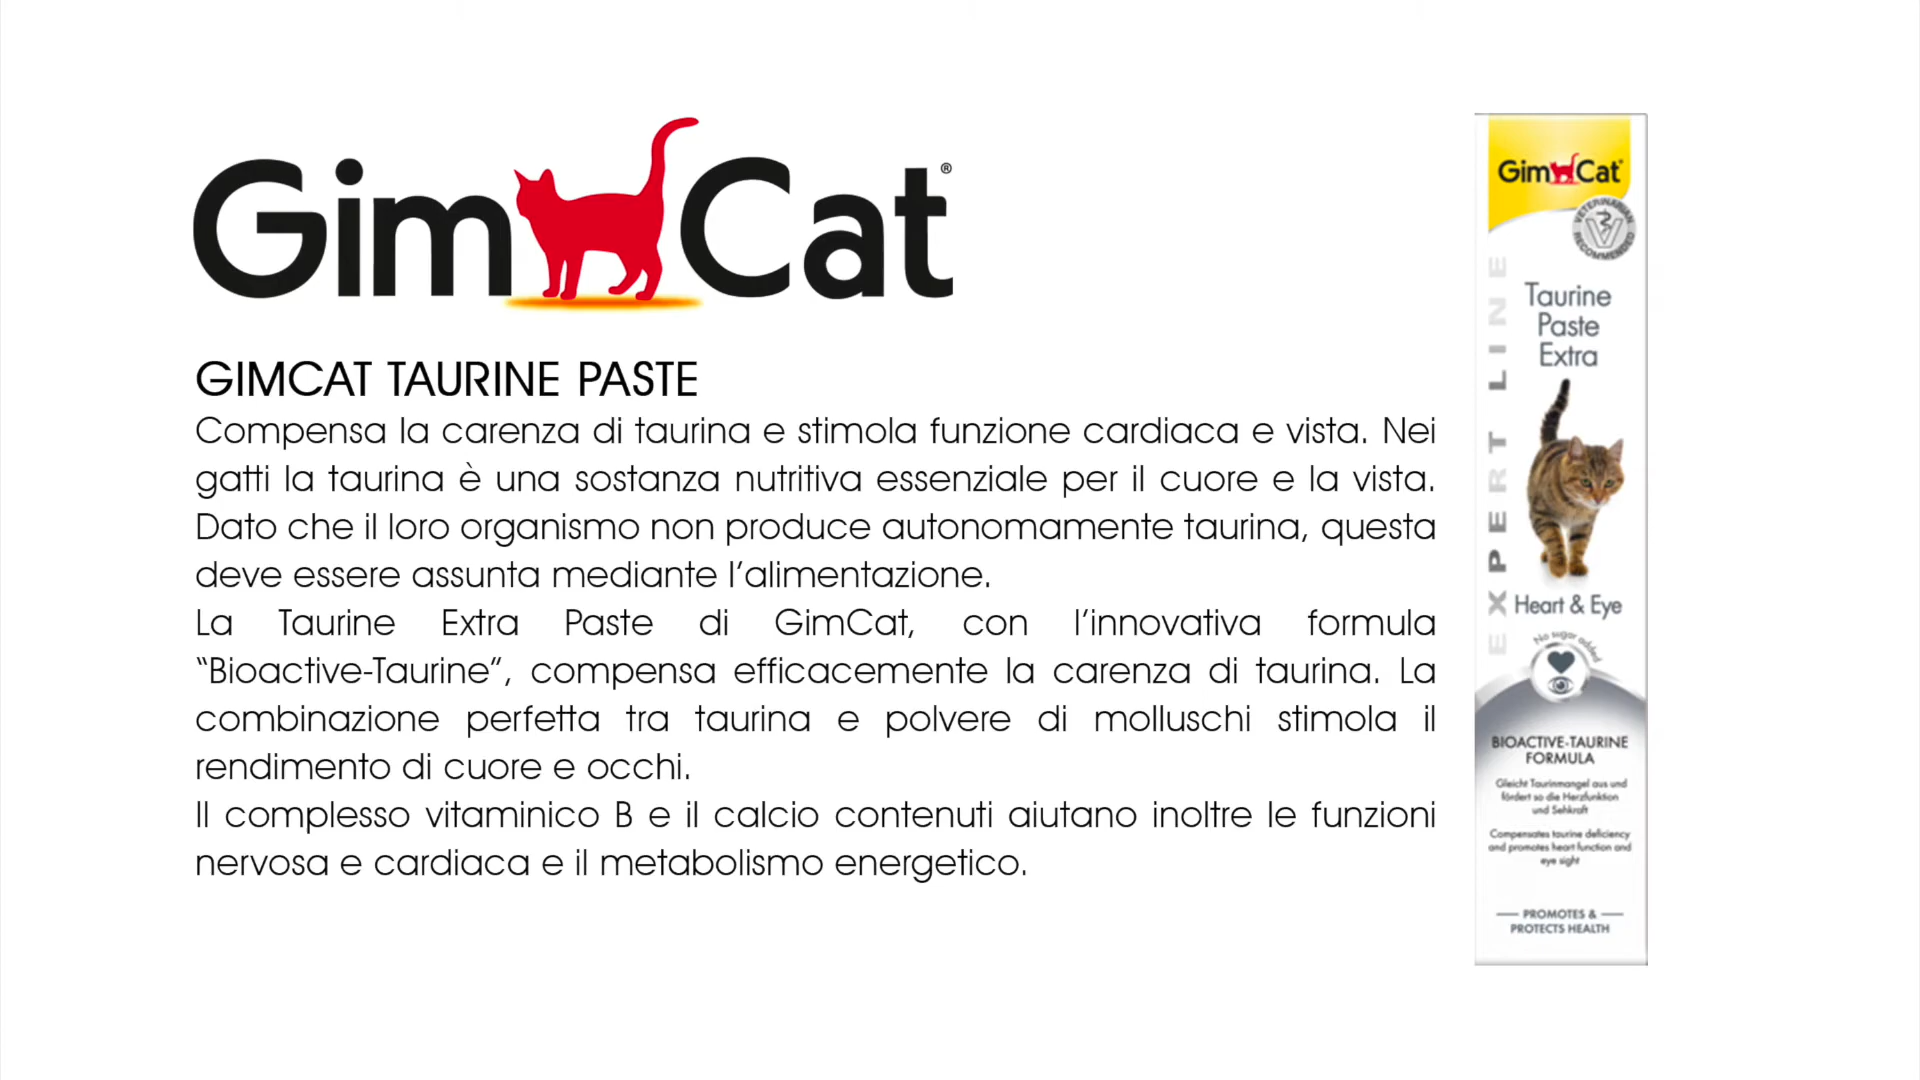 GimCat®
GIMCAT TAURINE PASTE
Compensa la carenza di taurina e stimola funzione cardiaca e vista. Nei
gatti la taurina è una sostanza nutritiva essenziale per il cuore e la vista.
Dato che il loro organismo non produce autonomamente taurina, questa
deve essere assunta mediante l’alimentazione.
La Taurine Extra Paste di GimCat, con l’innovativa formula
“Bioactive-Taurine”, compensa efficacemente la carenza di taurina. La
combinazione perfetta tra taurina e polvere di molluschi stimola il
rendimento di cuore e occhi.
Il complesso vitaminico B e il calcio contenuti aiutano inoltre le funzioni
nervosa e cardiaca e il metabolismo energetico.
GimCat®
VETERINARIAN
RECOMMENDED
EXPERT LINE
Taurine
Paste
Extra
Heart & Eye
No sugar added
BIOACTIVE-TAURINE
FORMULA
Gleicht Taurinmangel aus und
fördert so die Herzfunktion
und Sehkraft
Compensates taurine deficiency
and promotes heart function and
eye sight
PROMOTES &
PROTECTS HEALTH